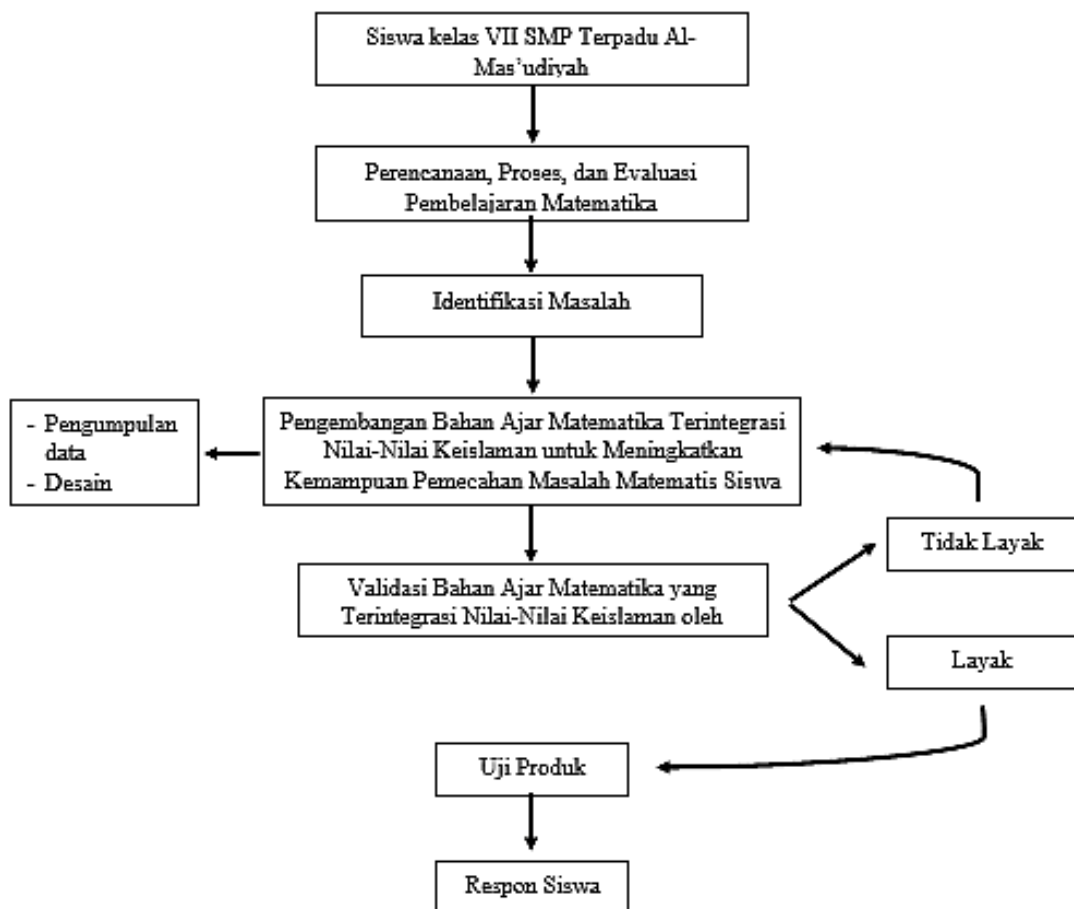 Siswa kelas VII SMP Terpadu Al-
Mas'udiyah
Perencanaan, Proses, dan Evaluasi
Pembelajaran Matematika
Identifikasi Masalah
- Pengumpulan
data
- Desain
Pengembangan Bahan Ajar Matematika Terintegrasi
Nilai-Nilai Keislaman untuk Meningkatkan
Kemampuan Pemecahan Masalah Matematis Siswa
Tidak Layak
Validasi Bahan Ajar Matematika yang
Terintegrasi Nilai-Nilai Keislaman oleh
Layak
Uji Produk
Respon Siswa